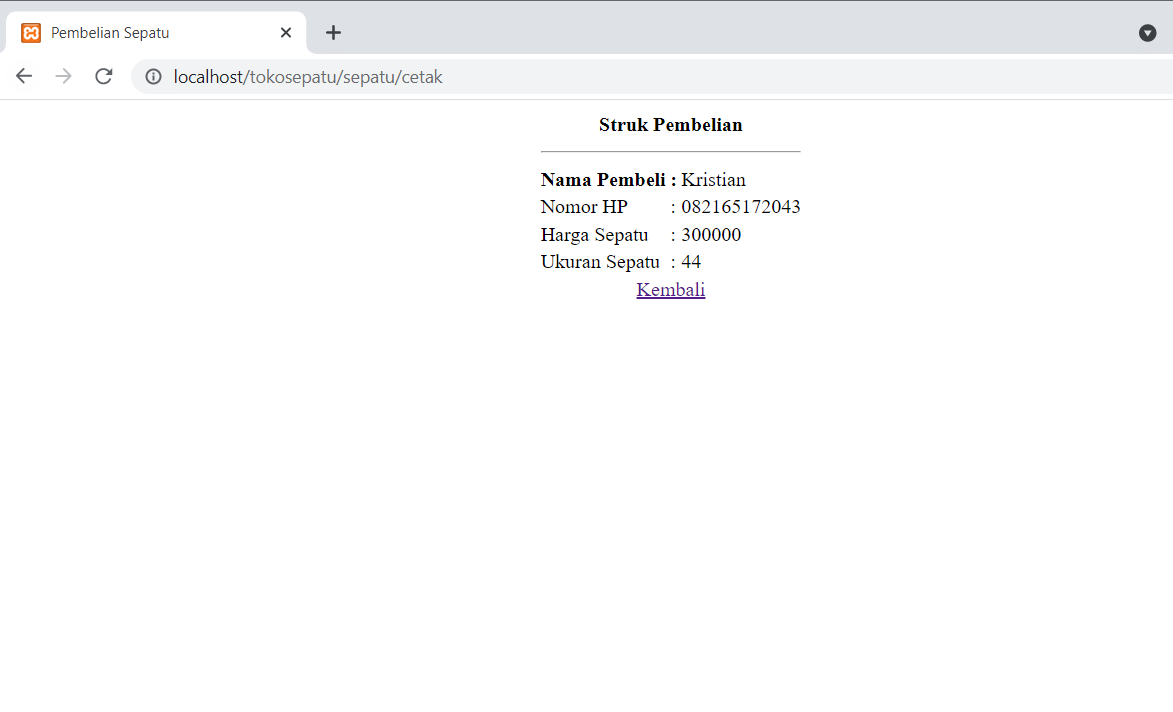 Pembelian Sepatu
localhost/tokosepatu/sepatu/cetak
Struk Pembelian
Nama Pembeli : Kristian
Nomor HP : 082165172043
Harga Sepatu : 300000
Ukuran Sepatu : 44
Kembali